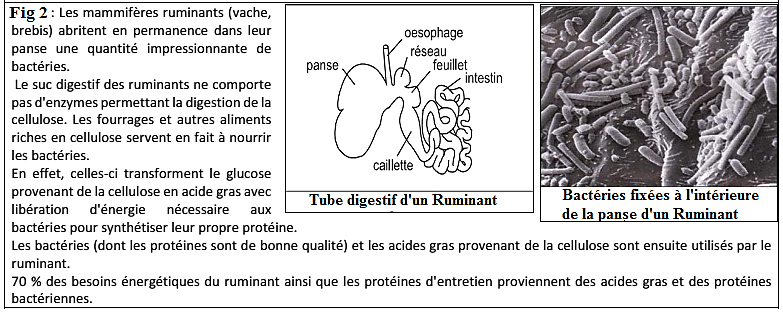 Fig 2 : Les mammifères ruminants (vache,
brebis) abritent en permanence dans leur
panse une quantité impressionnante de
bactéries.
Le suc digestif des ruminants ne comporte
pas d'enzymes permettant la digestion de la
cellulose. Les fourrages et autres aliments
riches en cellulose servent en fait à nourrir
les bactéries.
En effet, celles-ci transforment le glucose
provenant de la cellulose en acide gras avec
libération d'énergie nécessaire aux
bactéries pour synthétiser leur propre protéine.
Les bactéries (dont les protéines sont de bonne qualité) et les acides gras provenant de la cellulose sont ensuite utilisés par le
ruminant.
70 % des besoins énergétiques du ruminant ainsi que les protéines d'entretien proviennent des acides gras et des protéines
bactériennes.
oesophage
réseau
panse
feuillet
intestin
caillette
Tube digestif d'un Ruminant
Bactéries fixées à l'intérieure
de la panse d'un Ruminant